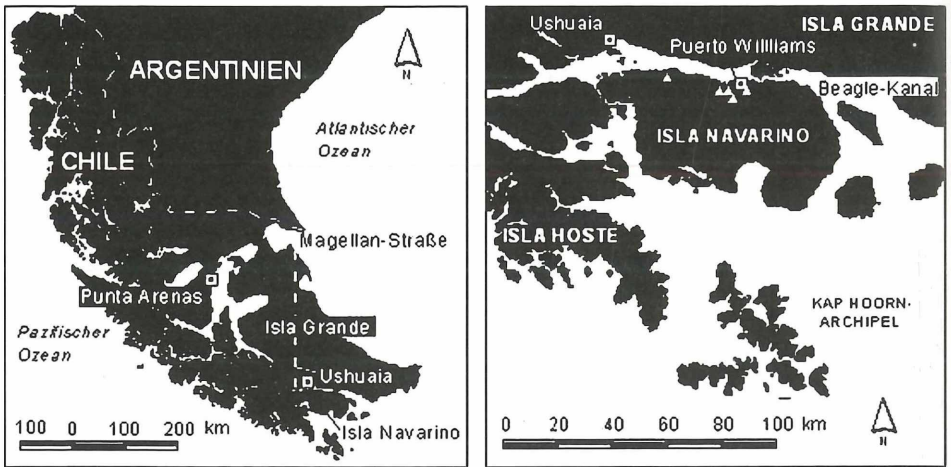 ARGENTINIEN
N
Atlantischer
Ozean
CHILE
Magellan-Straße
Punta Arenas
Pazifischer
Ozean
Isla Grande
Ushuaia
100 0 100 200 km
Isla Navarino
Ushuaia
ISLA GRANDE
Puerto Willliams
Beagle-Kanal
ISLA NAVARINO
ISLA HOSTE
KAP HOORN-
ARCHIPEL
0 20 40 60 80 100 km
N